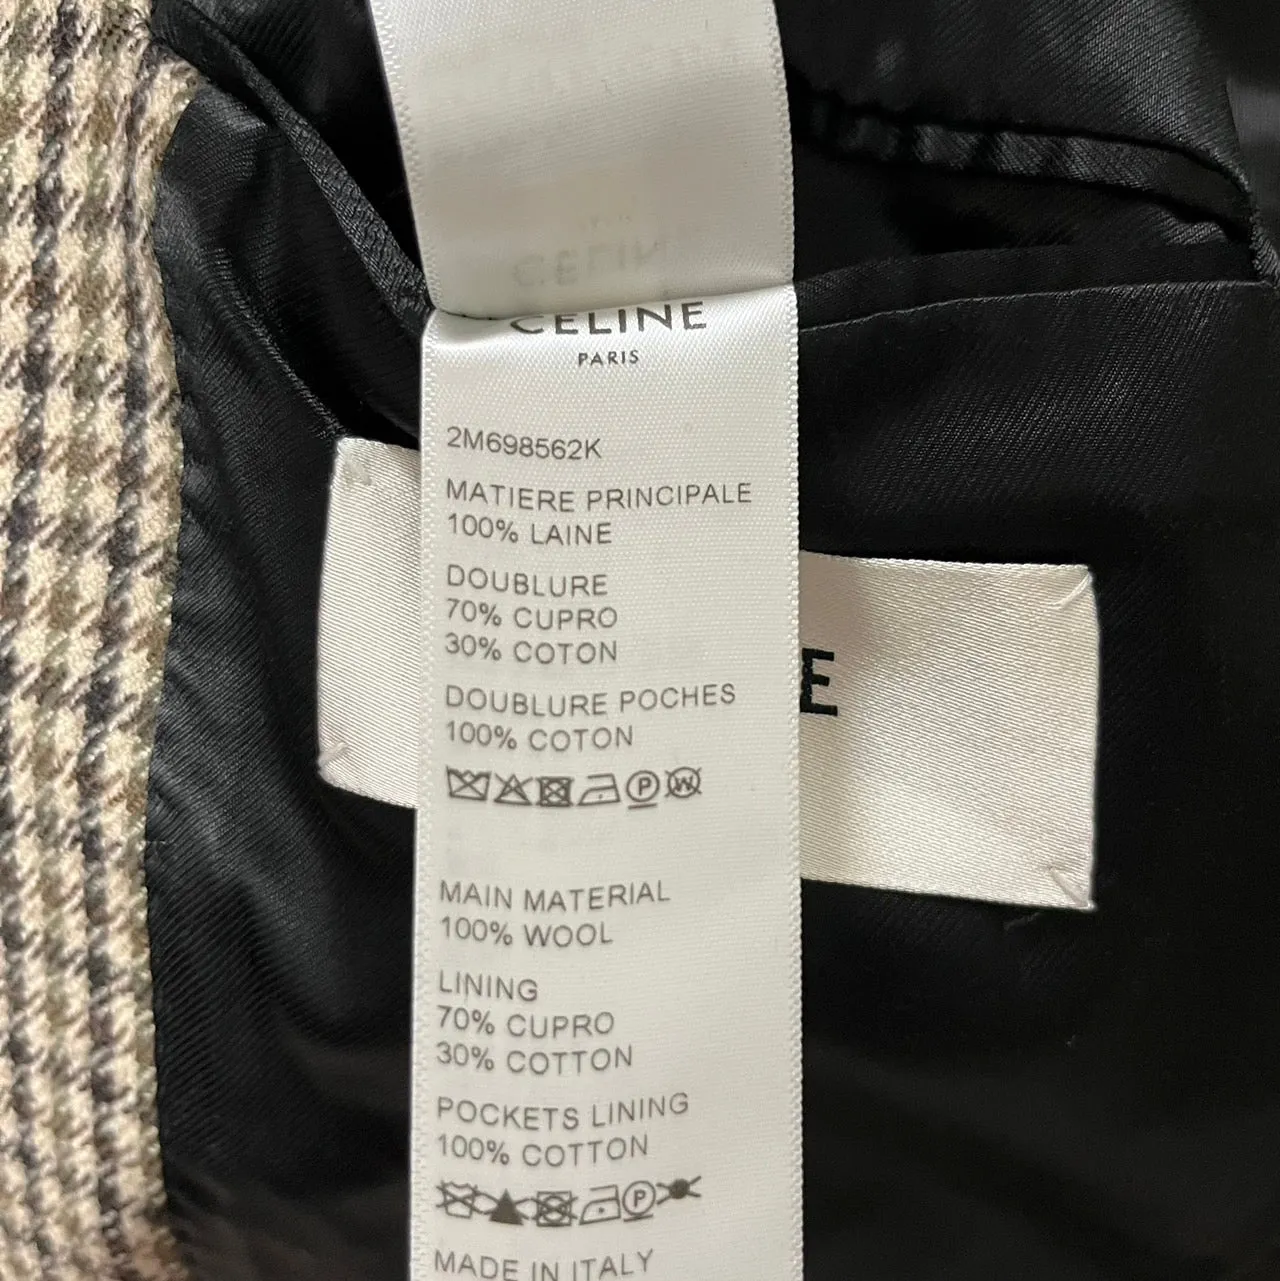 CELINE
PARIS
2M698562K
MATIERE PRINCIPALE
100% LAINE
DOUBLURE
70% CUPRO
30% COTON
DOUBLURE POCHES
100% COTON
P W
E
MAIN MATERIAL
100% WOOL
LINING
70% CUPRO
30% COTTON
POCKETS LINING
100% COTTON
P
MADE IN ITALY